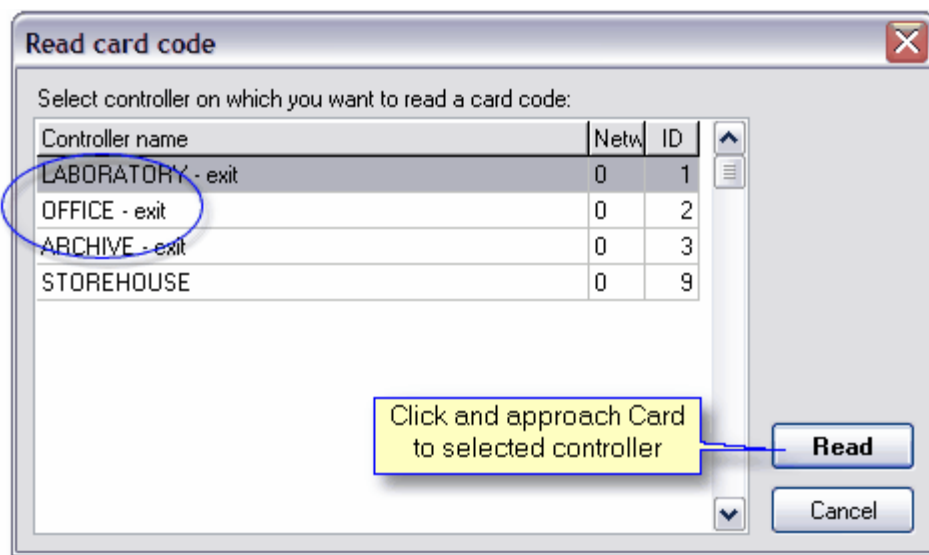 Read card code
Select controller on which you want to read a card code:
Controller name Netw ID
LABORATORY - exit 0 1
OFFICE - exit 0 2
ARCHIVE - exit 0 3
STOREHOUSE 0 9
Click and approach Card
to selected controller
Read
Cancel